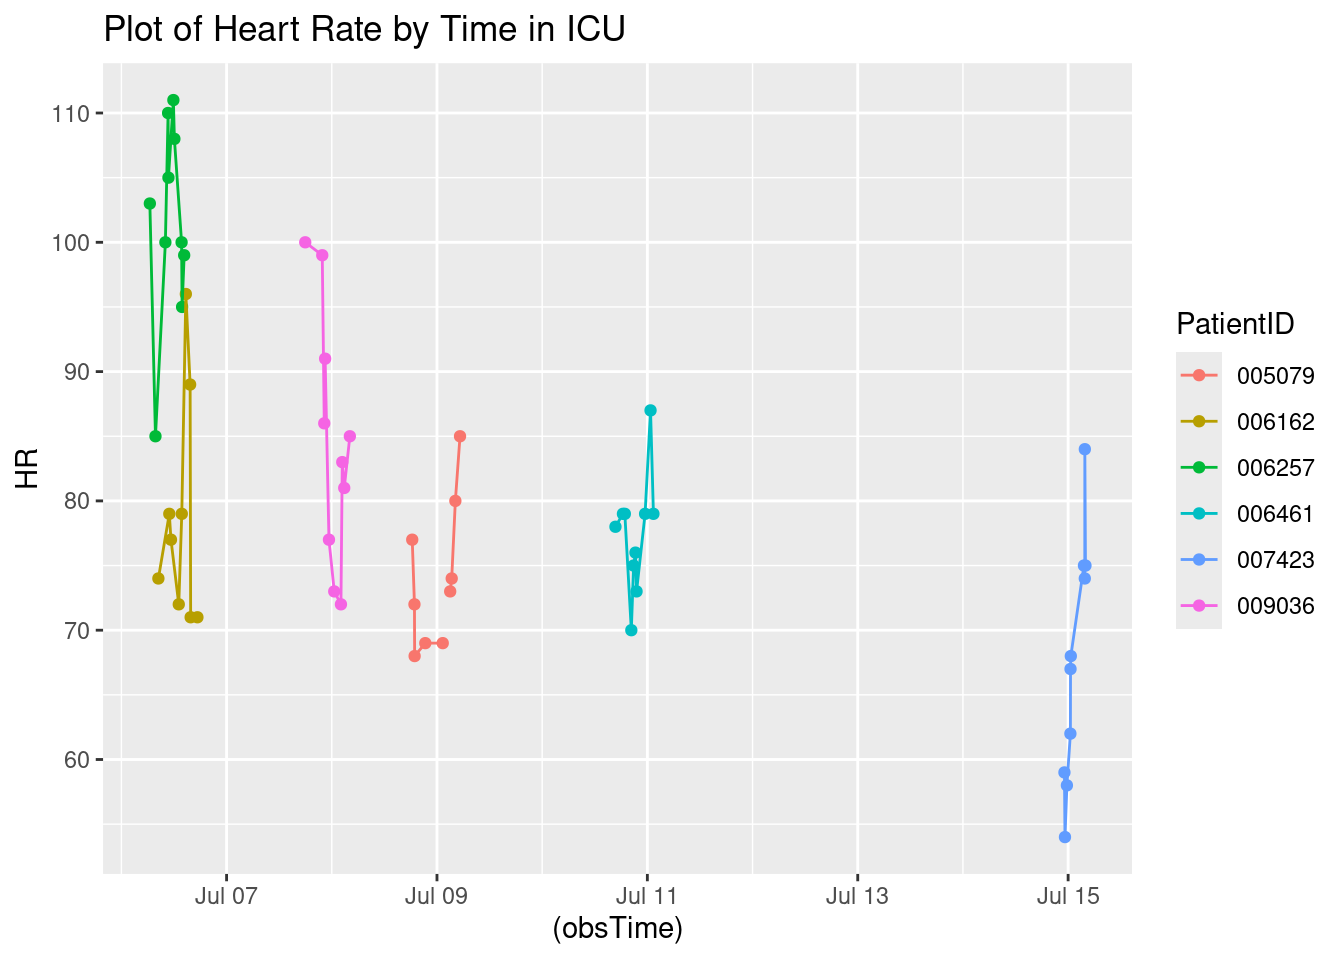 Plot of Heart Rate by Time in ICU
110
100
90
80
70
60
HR
Jul 07 Jul 09 Jul 11 Jul 13 Jul 15
(obsTime)
PatientID
005079
006162
006257
006461
007423
009036